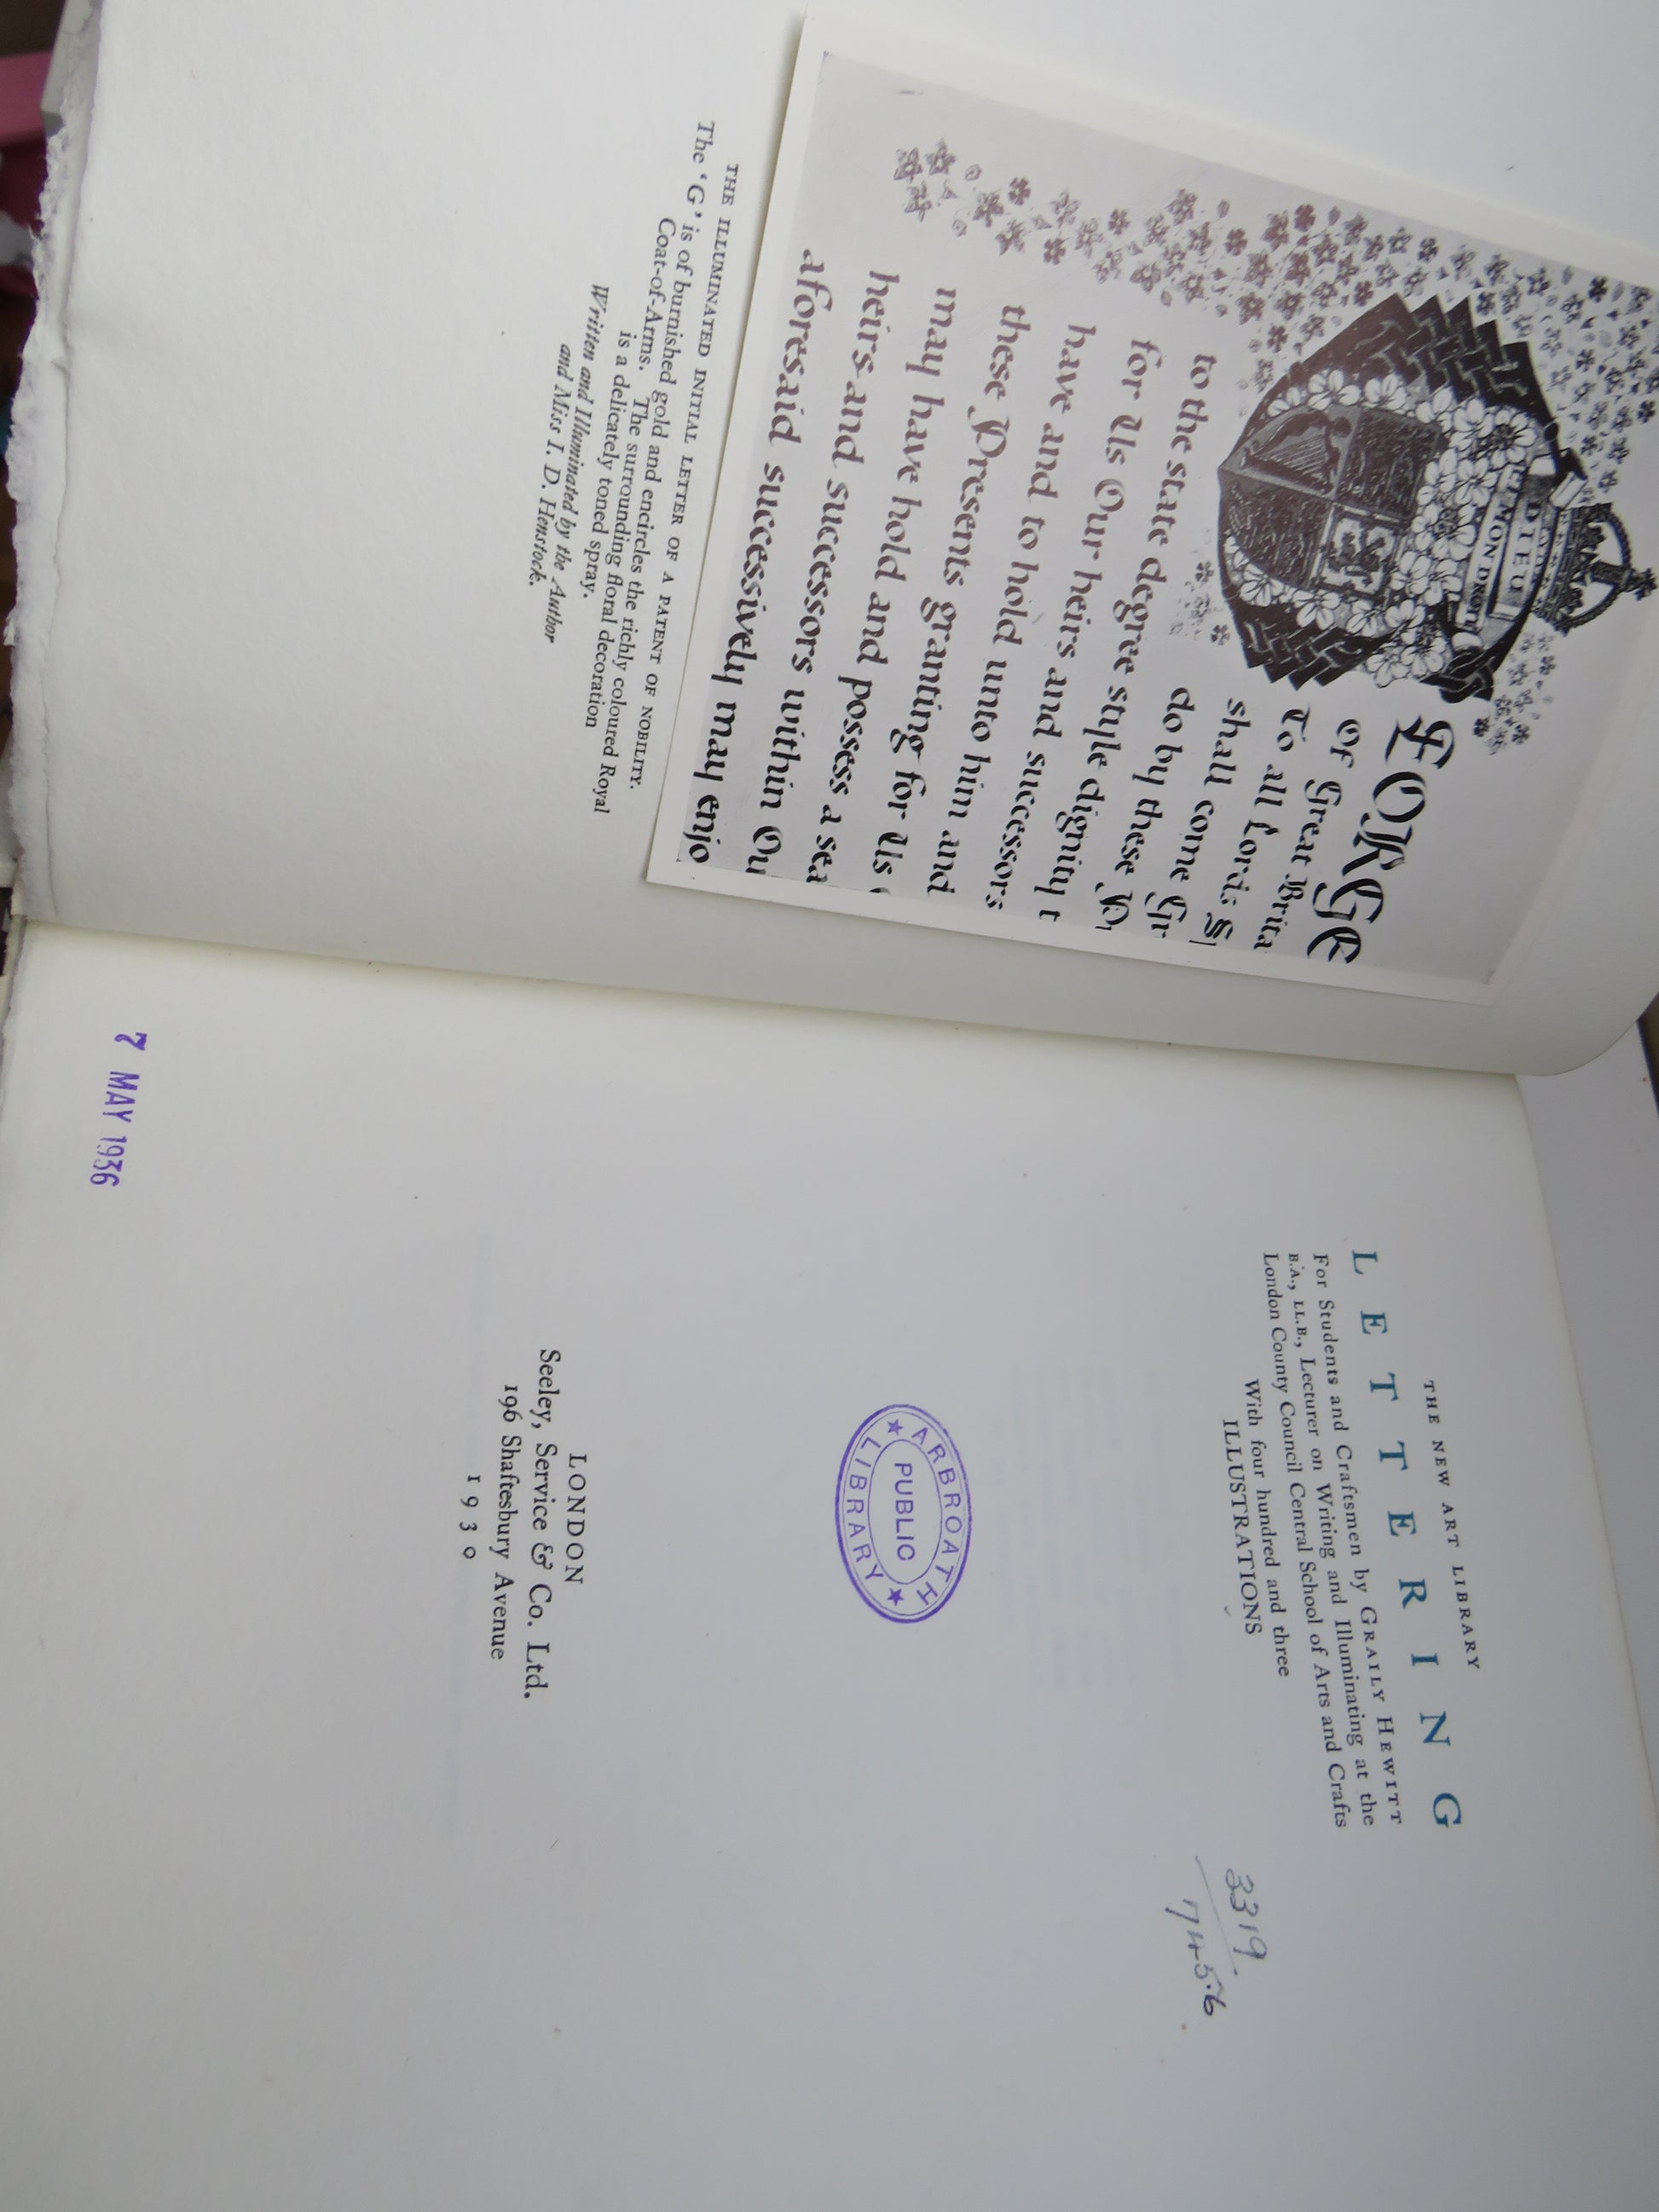 EORGE
Of Great Brita
To all Lords S
shall come Gr
to the state degree
do by these P
for Us Our heirs and
style dignity t
have and to hold unto him and
these Presents granting for Us
may have hold and possess a sea
heirs and successors within Ou
aforesaid successively may enjo
DIEU
MON DROIT
THE ILLUMINATED INITIAL LETTER OF A PATENT OF NOBILITY.
The ‘G’ is of burnished gold and encircles the richly coloured Royal
Coat-of-Arms. The surrounding floral decoration
is a delicately toned spray.
Written and Illuminated by the Author
and Miss I. D. Henstock.
THE NEW ART LIBRARY
LETTERING
For Students and Craftsmen by GRAILY HEWITT
B.A., LL.B., Lecturer on Writing and Illuminating at the
London County Council Central School of Arts and Crafts
With four hundred and three
ILLUSTRATIONS
3319.
745.6
ARBROATH
PUBLIC
LIBRARY
LONDON
Seeley, Service & Co. Ltd.
196 Shaftesbury Avenue
1930
7 MAY 1936